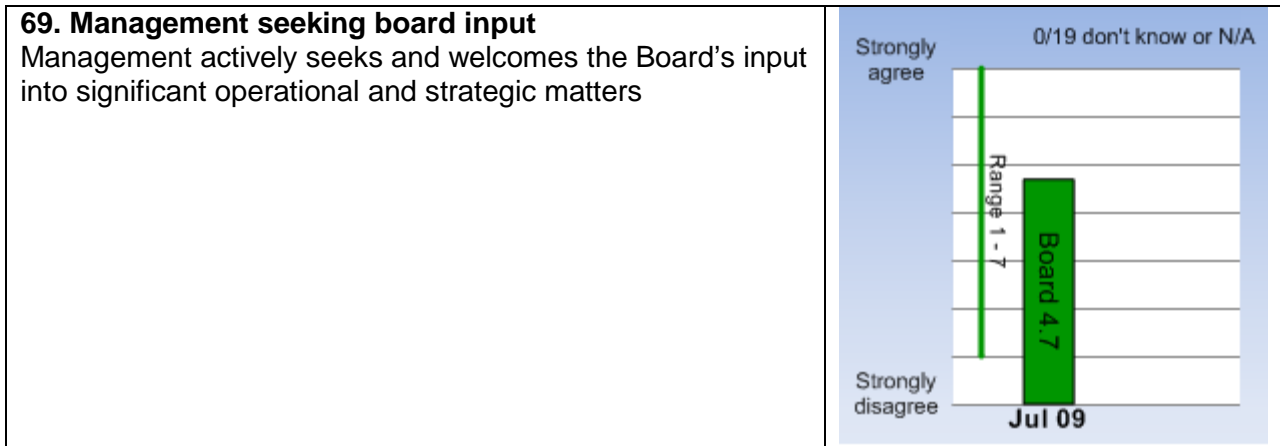 69. Management seeking board input
Management actively seeks and welcomes the Board’s input
into significant operational and strategic matters
0/19 don't know or N/A
Strongly
agree
Range 1 - 7
Board 4.7
Strongly
disagree
Jul 09